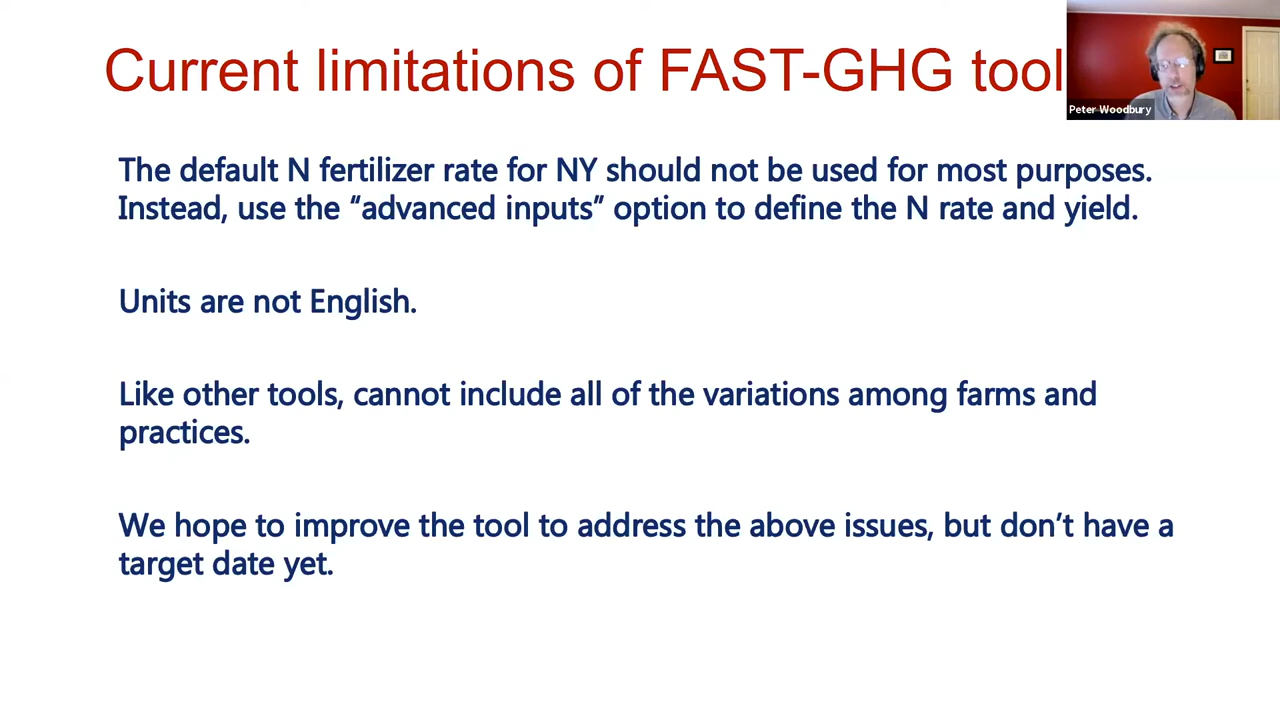 Current limitations of FAST-GHG tool
Peter Woodbury
The default N fertilizer rate for NY should not be used for most purposes.
Instead, use the “advanced inputs” option to define the N rate and yield.
Units are not English.
Like other tools, cannot include all of the variations among farms and
practices.
We hope to improve the tool to address the above issues, but don’t have a
target date yet.